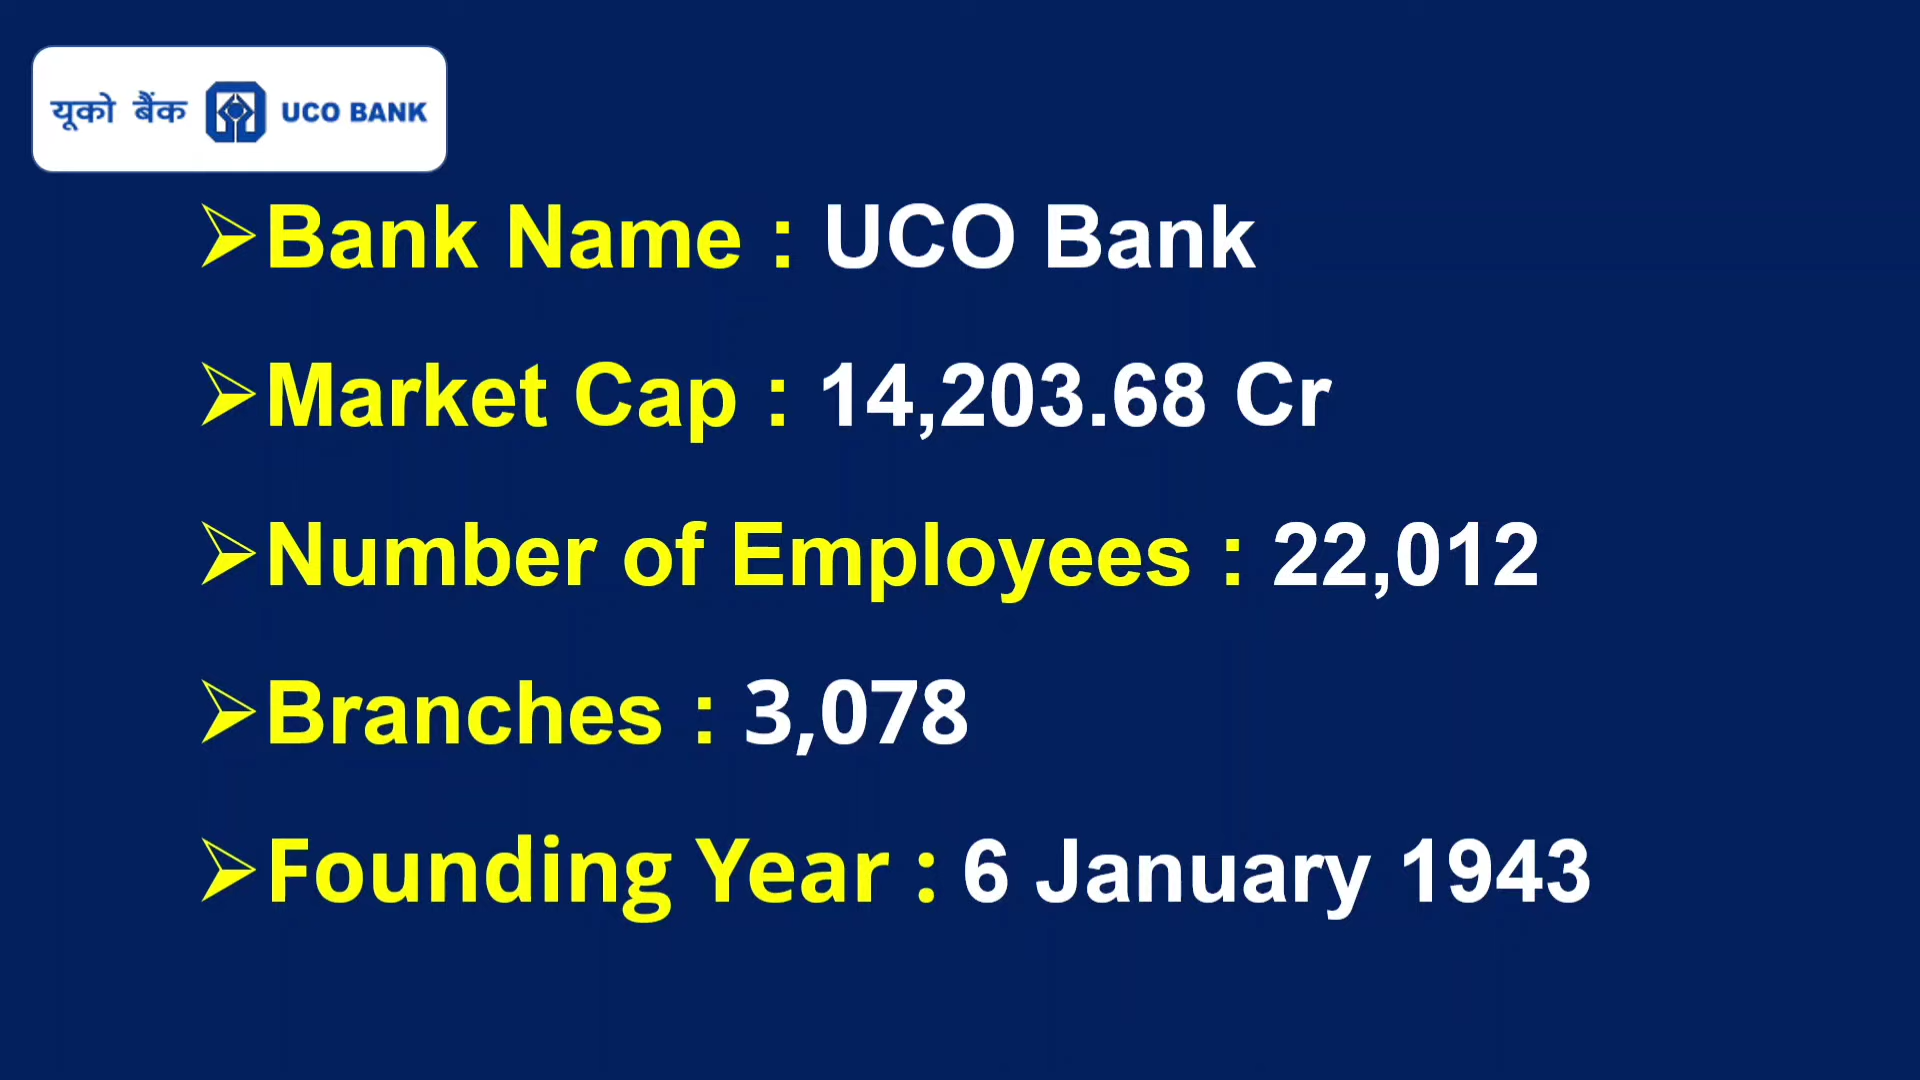 यूको बैंक UCO BANK
➢Bank Name : UCO Bank
➢Market Cap : 14,203.68 Cr
➢Number of Employees : 22,012
➢Branches : 3,078
➢Founding Year : 6 January 1943